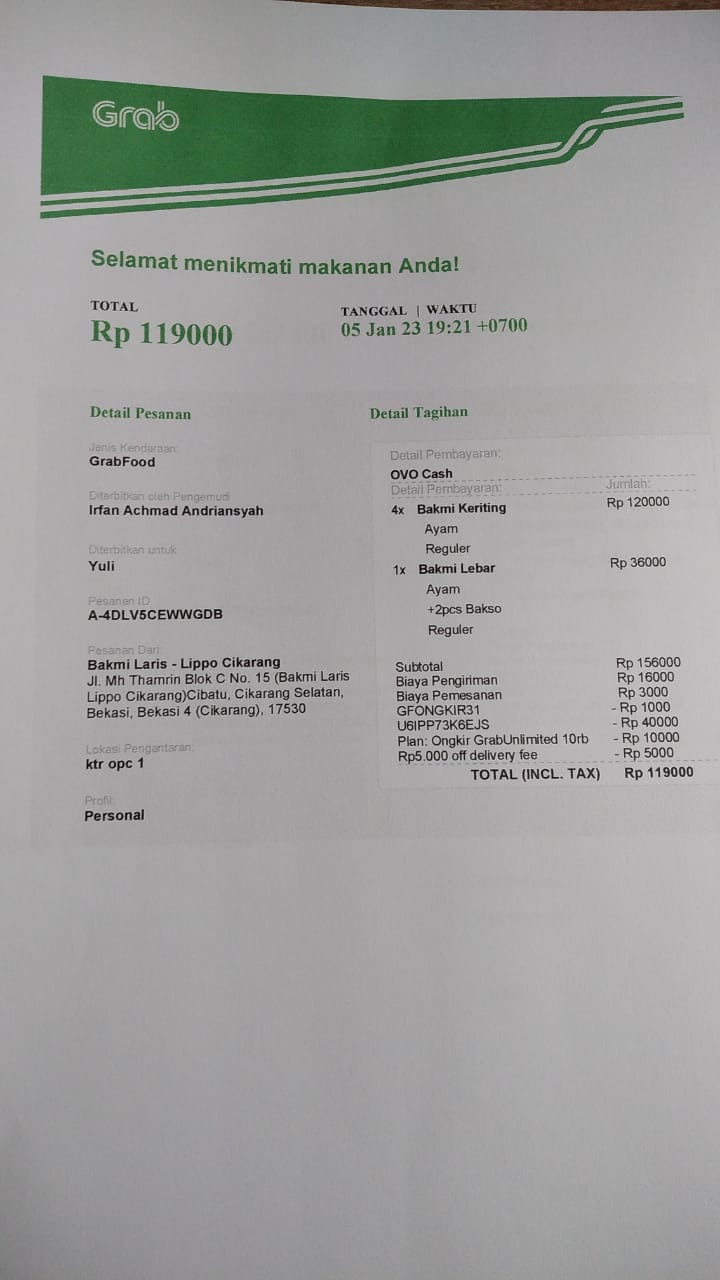 Grab
Selamat menikmati makanan Anda!
TOTAL
Rp 119000
TANGGAL | WAKTU
05 Jan 23 19:21 +0700
Detail Pesanan
Jenis Kendaraan:
GrabFood
Diterbitkan oleh Pengemudi
Irfan Achmad Andriansyah
Diterbitkan untuk
Yuli
Pesanan ID
A-4DLV5CEWWGDB
Pesanan Dari:
Bakmi Laris - Lippo Cikarang
Jl. Mh Thamrin Blok C No. 15 (Bakmi Laris
Lippo Cikarang)Cibatu, Cikarang Selatan,
Bekasi, Bekasi 4 (Cikarang), 17530
Lokasi Pengantaran:
ktr opc 1
Profil:
Personal
Detail Tagihan
Detail Pembayaran:
OVO Cash
Detail Pembayaran: Jumlah:
4x Bakmi Keriting Rp 120000
Ayam
Reguler
1x Bakmi Lebar Rp 36000
Ayam
+2pcs Bakso
Reguler
Subtotal Rp 156000
Biaya Pengiriman Rp 16000
Biaya Pemesanan Rp 3000
GFONGKIR31 - Rp 1000
U6IPP73K6EJS - Rp 40000
Plan: Ongkir GrabUnlimited 10rb - Rp 10000
Rp5.000 off delivery fee - Rp 5000
TOTAL (INCL. TAX) Rp 119000